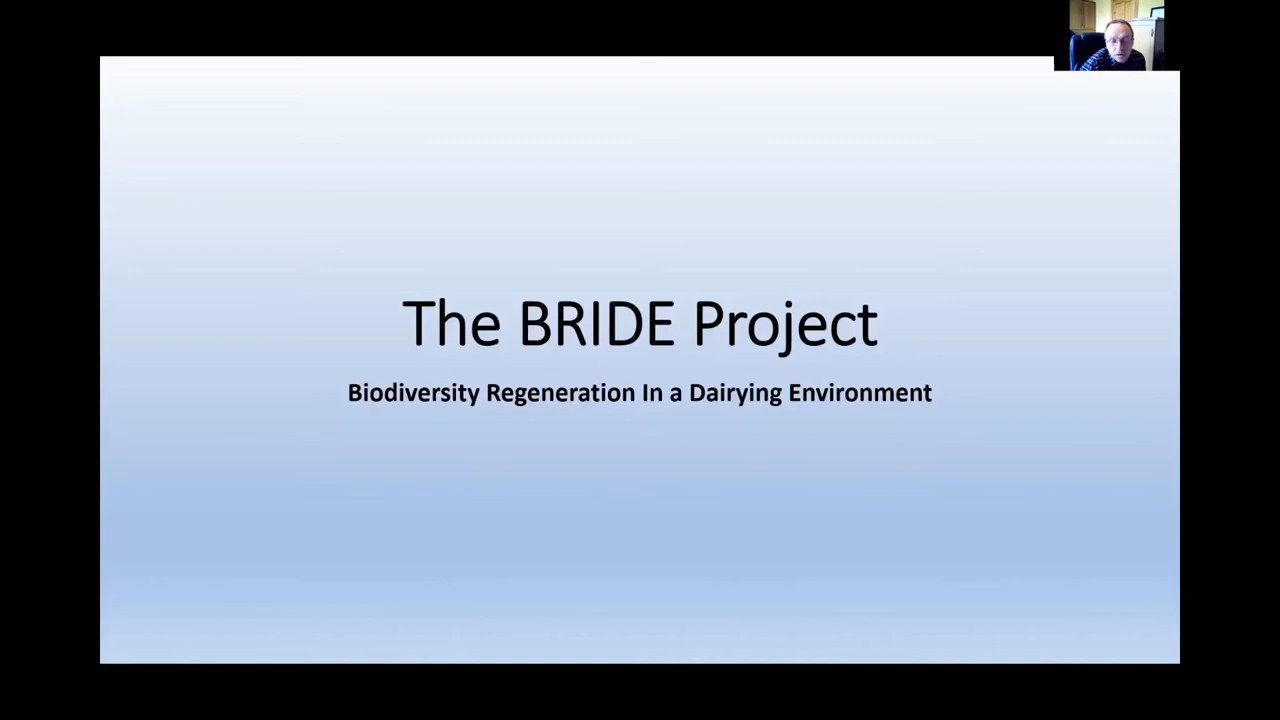 The BRIDE Project
Biodiversity Regeneration In a Dairying Environment